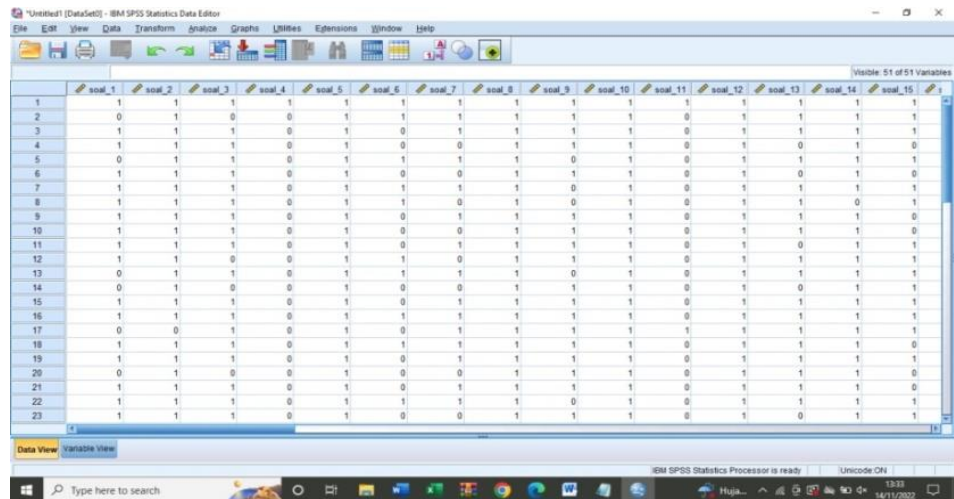 *Untitled1 [DataSet0] - IBM SPSS Statistics Data Editor
File Edit View Data Transform Analyze Graphs Utilities Extensions Window Help
Visible: 51 of 51 Variables
soal_1 soal_2 soal_3 soal_4 soal_5 soal_6 soal_7 soal_8 soal_9 soal_10 soal_11 soal_12 soal_13 soal_14 soal_15
1 1 1 1 1 1 1 1 1 1 1 1 1 1 1 1
2 0 1 0 0 1 1 1 1 1 1 0 1 1 1 1
3 1 1 1 0 1 0 1 1 1 1 0 1 1 1 1
4 1 1 1 0 1 0 0 1 1 1 0 1 0 1 0
5 0 1 1 0 1 1 1 1 0 1 0 1 1 1 1
6 1 1 1 0 1 0 0 1 1 1 0 1 0 1 0
7 1 1 1 0 1 1 1 1 0 1 0 1 1 1 1
8 1 1 1 0 1 1 0 1 0 1 0 1 1 0 1
9 1 1 1 0 1 0 1 1 1 1 0 1 1 1 0
10 1 1 1 0 1 0 0 1 1 1 0 1 1 1 0
11 1 1 1 0 1 0 1 1 1 1 0 1 0 1 1
12 1 1 0 0 1 1 0 1 1 1 0 1 1 1 1
13 0 1 1 0 1 1 1 1 0 1 0 1 1 1 1
14 0 1 0 0 1 0 0 1 1 1 0 1 0 1 1
15 1 1 1 0 1 1 1 1 1 1 0 1 1 1 1
16 1 1 1 0 1 1 1 1 1 1 0 1 1 1 1
17 0 0 1 0 1 0 1 1 1 1 1 1 1 1 1
18 1 1 1 0 1 1 1 1 1 1 0 1 1 1 0
19 1 1 1 0 1 0 1 1 1 1 0 1 1 1 1
20 0 1 0 0 1 0 0 1 1 1 0 1 1 1 0
21 1 1 1 0 1 0 1 1 1 1 0 1 1 1 0
22 1 1 1 0 1 1 1 1 0 1 0 1 1 1 1
23 1 1 1 0 1 0 0 1 1 1 0 1 0 1 1
Data View Variable View
IBM SPSS Statistics Processor is ready Unicode:ON
Type here to search
Huja...
13:33
14/11/2022